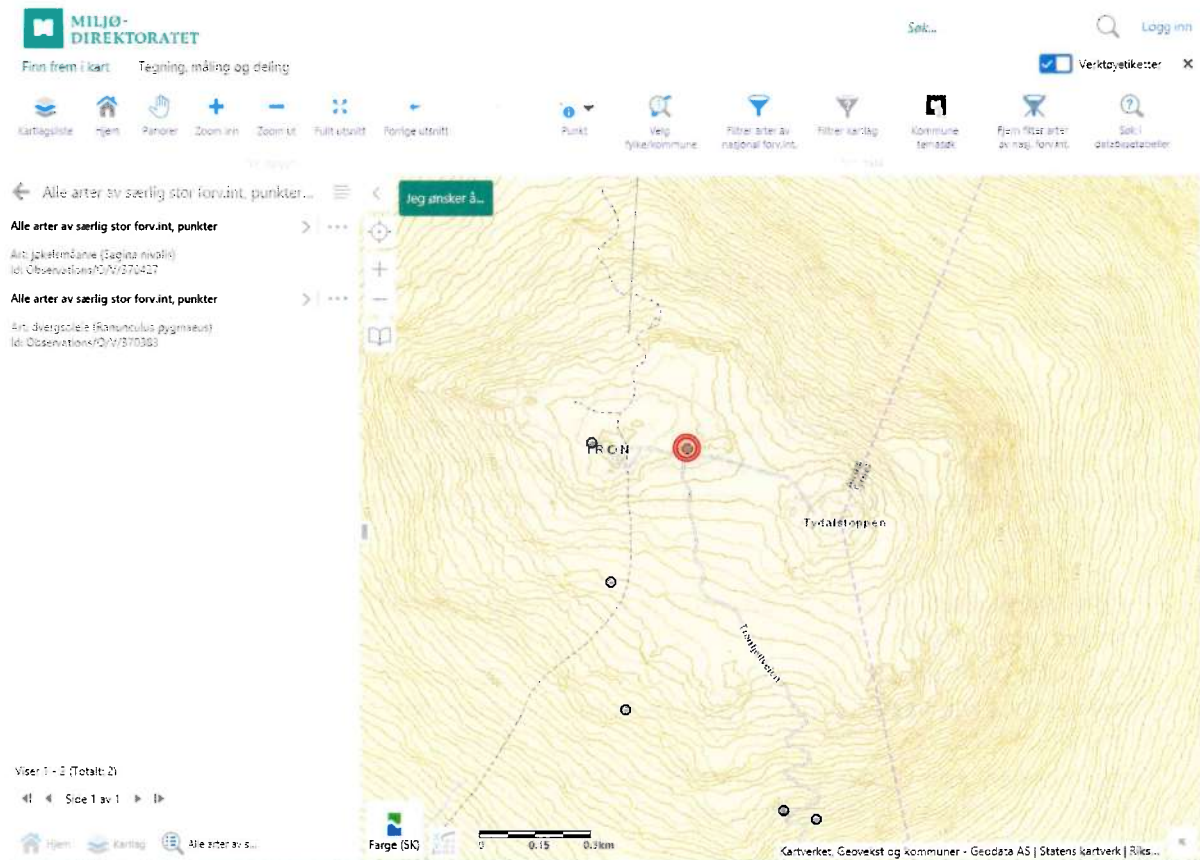 MILJØ-
DIREKTORATET
Søk...
Logg inn
Finn frem i kart
Tegning, måling og deling
Verktøyetiketter
Kartlagsliste
Hjem
Panorer
Zoom inn
Zoom ut
Fullt utsnitt
Forrige utsnitt
Punkt
Velg
fylke/kommune
Filtrer arter av
nasjonal forv.int.
Filtrer kartlag
Kommune
temasøk
Fjern filter arter
av nasj. forv.int.
Søk i
databasetabeller
Alle arter av særlig stor forv.int, punkter...
Jeg ønsker å...
Alle arter av særlig stor forv.int, punkter
Art: jøkelsmåarve (Sagina nivalis)
Id: Observations/O/V/370427
Alle arter av særlig stor forv.int, punkter
Art: dvergsoleie (Ranunculus pygmaeus)
Id: Observations/O/V/370383
TRON
Tydalstoppen
Tronfjellveien
Viser 1 - 2 (Totalt: 2)
Side 1 av 1
Hjem
Kartlag
Alle arter av s...
Farge (SK)
0
0.15
0.3km
Kartverket, Geovekst og kommuner - Geodata AS | Statens kartverk | Riks...